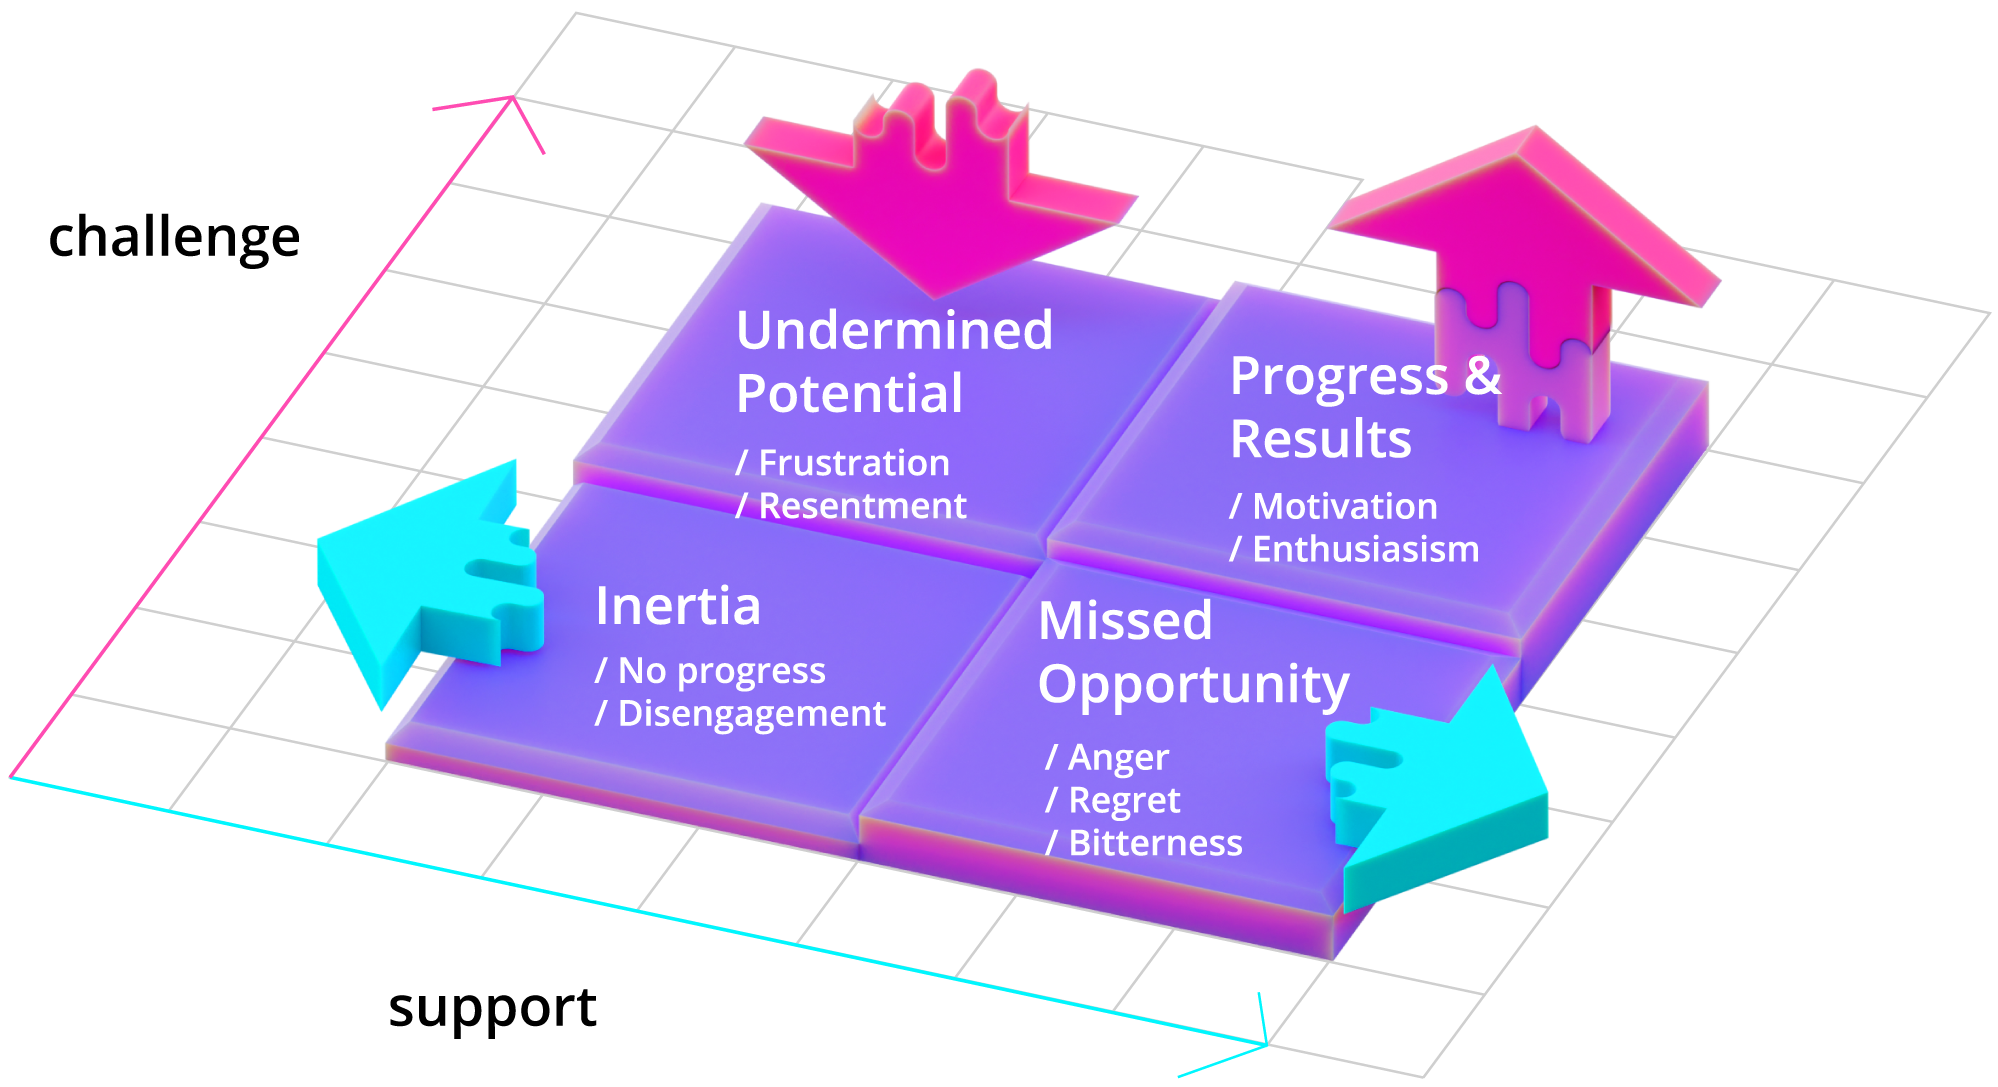 challenge
Undermined
Potential
/ Frustration
/ Resentment
Progress &
Results
/ Motivation
/ Enthusiasism
Inertia
/ No progress
/ Disengagement
Missed
Opportunity
/ Anger
/ Regret
/ Bitterness
support